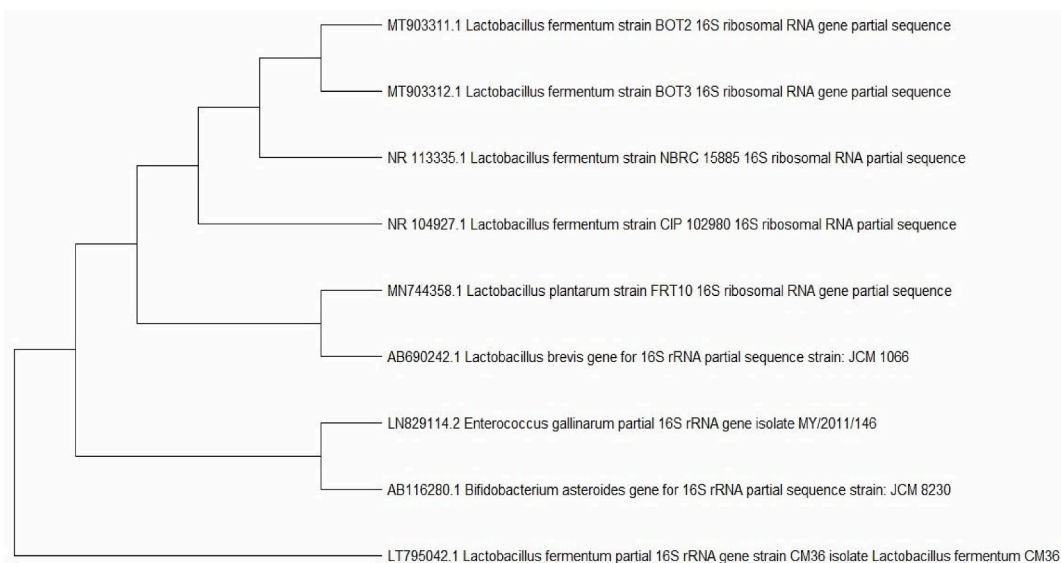 MT903311.1 Lactobacillus fermentum strain BOT2 16S ribosomal RNA gene partial sequence
MT903312.1 Lactobacillus fermentum strain BOT3 16S ribosomal RNA gene partial sequence
NR 113335.1 Lactobacillus fermentum strain NBRC 15885 16S ribosomal RNA partial sequence
NR 104927.1 Lactobacillus fermentum strain CIP 102980 16S ribosomal RNA partial sequence
MN744358.1 Lactobacillus plantarum strain FRT10 16S ribosomal RNA gene partial sequence
AB690242.1 Lactobacillus brevis gene for 16S rRNA partial sequence strain: JCM 1066
LN829114.2 Enterococcus gallinarum partial 16S rRNA gene isolate MY/2011/146
AB116280.1 Bifidobacterium asteroides gene for 16S rRNA partial sequence strain: JCM 8230
LT795042.1 Lactobacillus fermentum partial 16S rRNA gene strain CM36 isolate Lactobacillus fermentum CM36